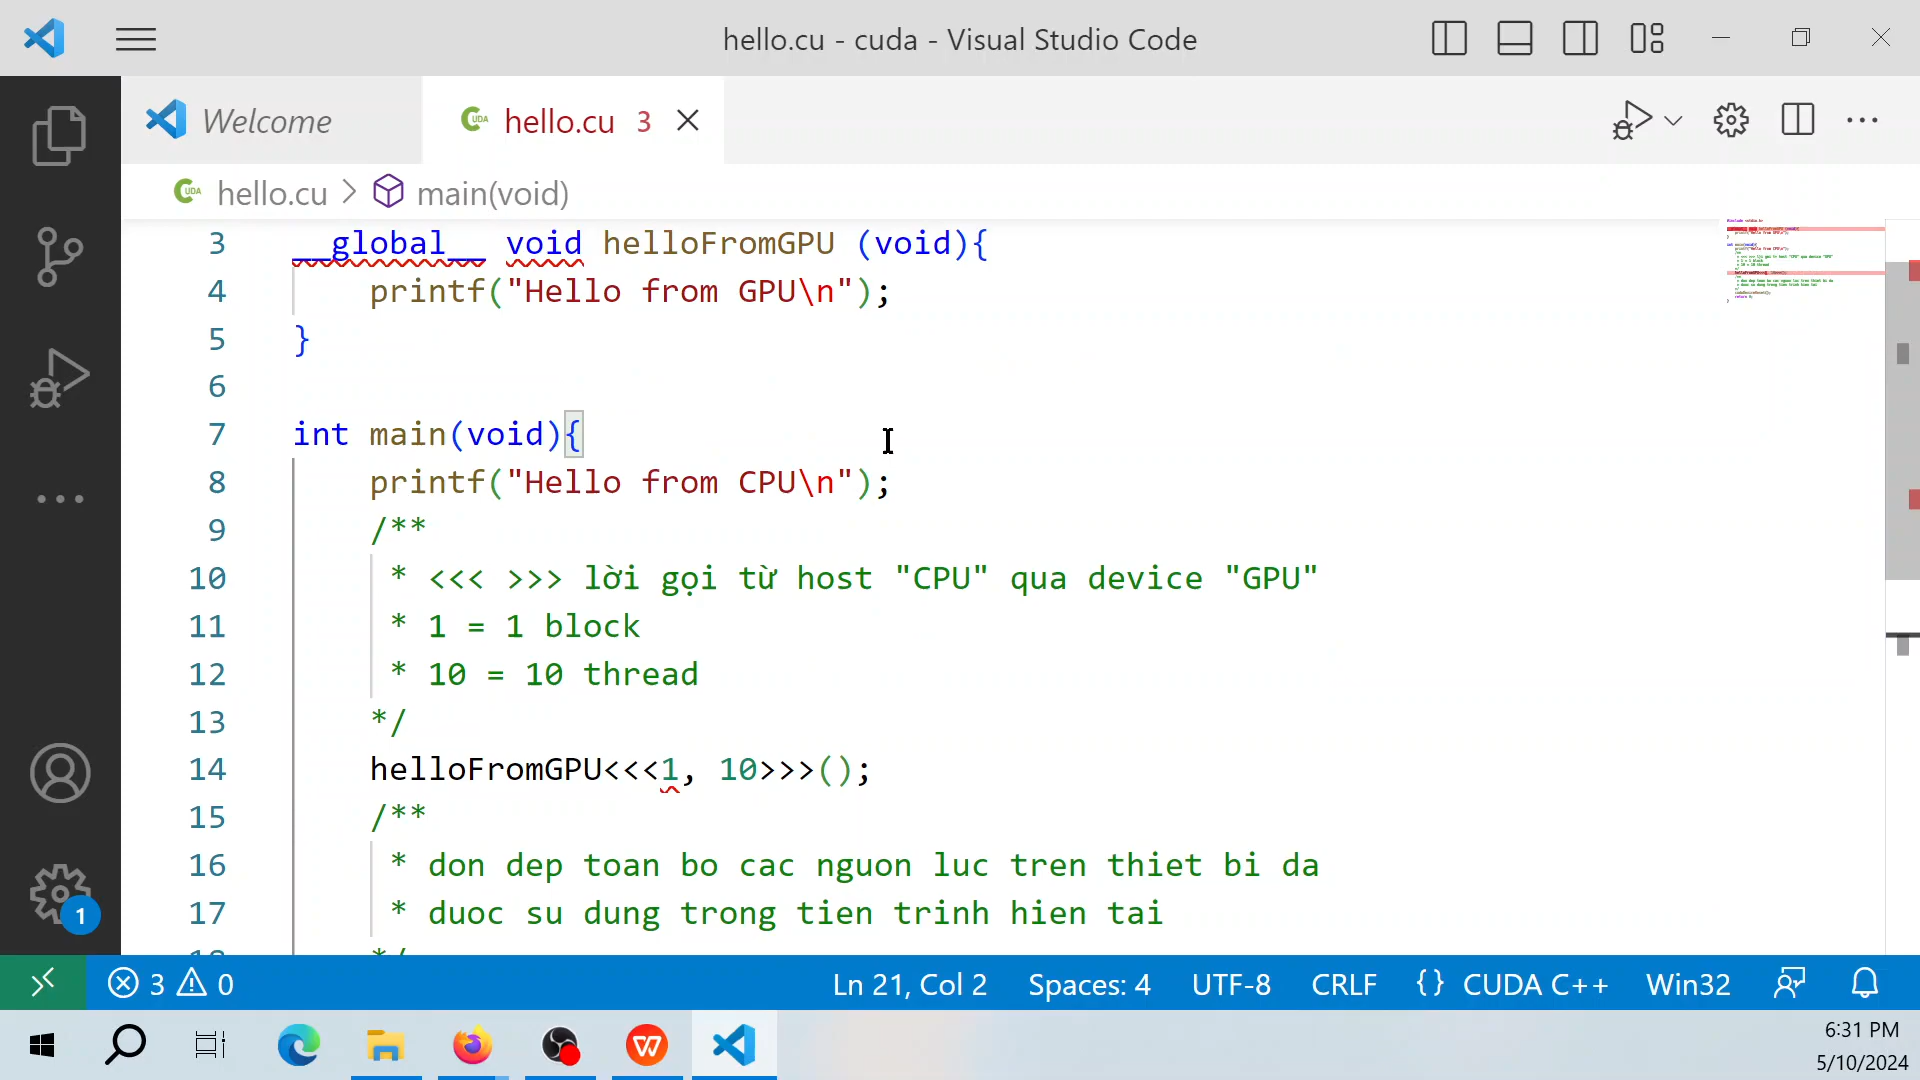 hello.cu - cuda - Visual Studio Code
Welcome
hello.cu 3
hello.cu > main(void)
3 __global__ void helloFromGPU (void){
4 printf("Hello from GPU\n");
5 }
6
7 int main(void){
8 printf("Hello from CPU\n");
9 /**
10 * <<< >>> lời gọi từ host "CPU" qua device "GPU"
11 * 1 = 1 block
12 * 10 = 10 thread
13 */
14 helloFromGPU<<<1, 10>>>();
15 /**
16 * don dep toan bo cac nguon luc tren thiet bi da
17 * duoc su dung trong tien trinh hien tai
1
3 0 Ln 21, Col 2 Spaces: 4 UTF-8 CRLF {} CUDA C++ Win32
6:31 PM
5/10/2024